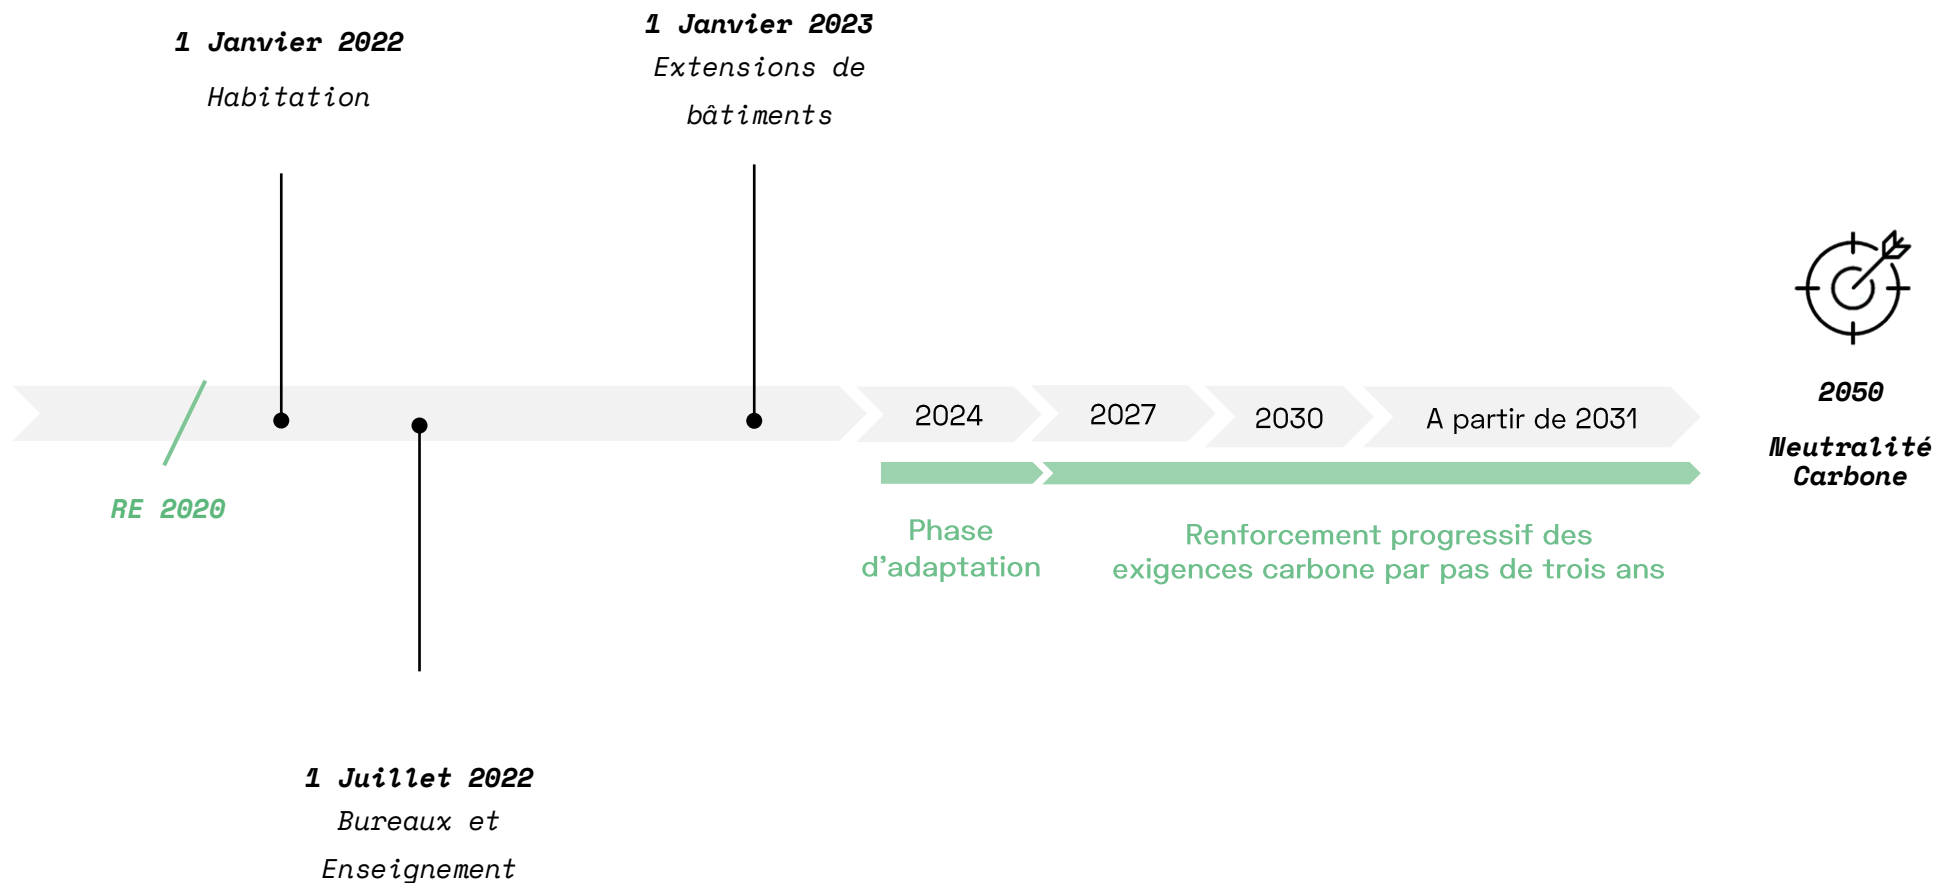 1 Janvier 2022
Habitation
1 Janvier 2023
Extensions de
bâtiments
2024
2027
2030
A partir de 2031
2050
Neutralité
Carbone
RE 2020
Phase
d'adaptation
Renforcement progressif des
exigences carbone par pas de trois ans
1 Juillet 2022
Bureaux et
Enseignement